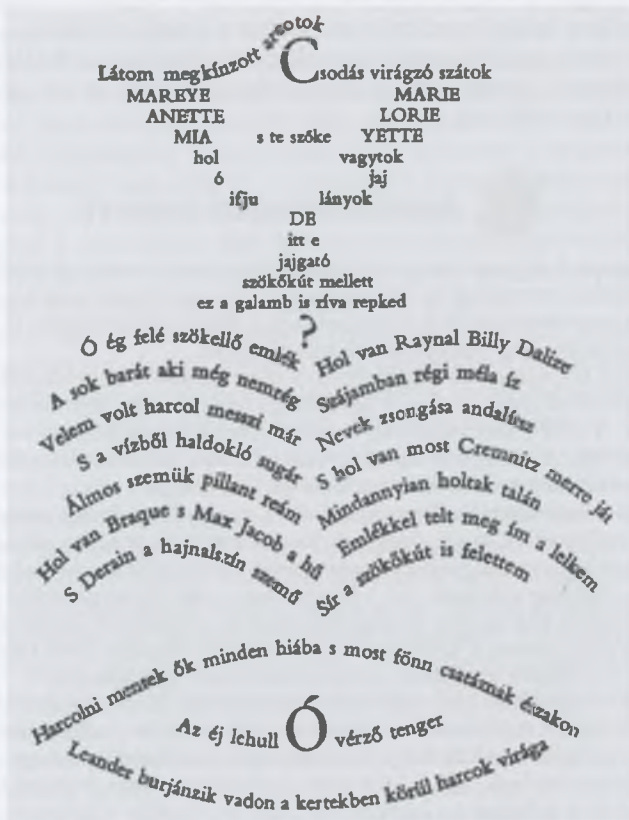 Látom megkínzott arcotok
Csodás virágzó szátok
MAREYE MARIE
ANETTE LORIE
MIA s te szőke YETTE
hol vagytok
ó jaj
ifju lányok
DE
itt e
jajgató
szökőkút mellett
ez a galamb is ríva repked
?
Ó ég felé szökellő emlék
A sok barát aki még nemrég
Velem volt harcol messzi már
S a vízből haldokló sugár
Álmos szemük pillant reám
Hol van Braque s Max Jacob a hű
S Derain a hajnalszín szemű
Hol van Raynal Billy Dalize
Szájamban régi méla íz
Nevek zsongása andalítsz
S hol van most Cremnitz merre jár
Mindannyian holtak talán
Emlékkel telt meg ím a lelkem
Sír a szökőkút is felettem
Harcolni mentek ők minden hiába s most fönn csatáznak északon
Az éj lehull Ó vérző tenger
Leander burjánzik vadon a kertekben körül harcok virága